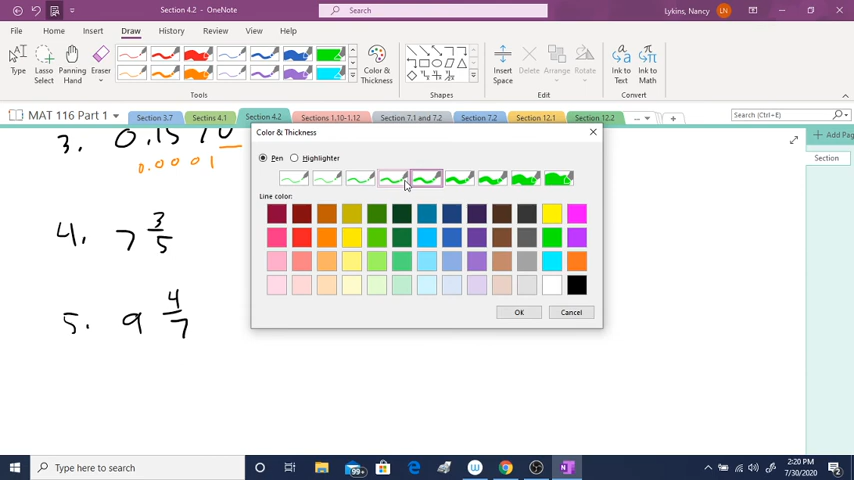 Section 4.2 - OneNote
Search
Lykins, Nancy
LN
File
Home
Insert
Draw
History
Review
View
Help
Share
Type
Lasso
Select
Panning
Hand
Eraser
Color &
Thickness
Insert
Space
Delete
Arrange
Rotate
Ink to
Text
Ink to
Math
Tools
Shapes
Edit
Convert
MAT 116 Part 1
Section 3.7
Section 4.1
Section 4.2
Section 1.10-1.12
Section 7.1 and 7.2
Section 7.2
Section 12.1
Section 12.2
...
Search (Ctrl+E)
Add Page
Section
3. 0.1570
0.0001
4. 7 3/5
5. 9 4/7
Color & Thickness
Pen
Highlighter
Line color:
OK
Cancel
Type here to search
99+
2:20 PM
7/30/2020